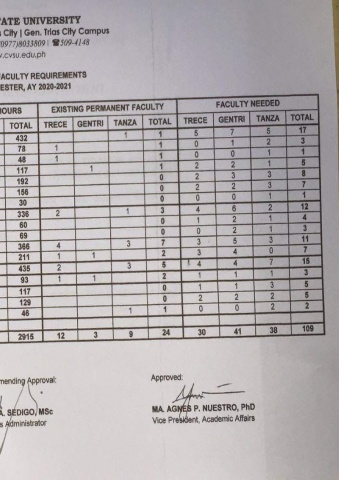 ATE UNIVERSITY
s City | Gen. Trias City Campus
(0977)8033809 ☎509-4148
w.cvsu.edu.ph
FACULTY REQUIREMENTS
ESTER, AY 2020-2021
HOURS EXISTING PERMANENT FACULTY FACULTY NEEDED
TOTAL TRECE GENTRI TANZA TOTAL TRECE GENTRI TANZA TOTAL
432 1 1 5 7 5 17
78 1 1 0 1 2 3
48 1 1 0 0 1 1
117 1 1 2 2 1 5
192 0 2 3 3 8
156 0 2 2 3 7
30 0 0 0 1 1
336 2 1 3 4 6 2 12
60 0 1 2 1 4
69 0 0 2 1 3
366 4 3 7 3 5 3 11
211 1 1 2 3 4 0 7
435 2 3 5 4 4 7 15
93 1 1 2 1 1 1 3
117 0 1 1 3 5
129 0 2 2 2 5
46 1 1 0 0 2 2
2915 12 3 9 24 30 41 38 109
mending Approval: Approved:
A. SEDIGO, MSc MA. AGNES P. NUESTRO, PhD
s Administrator Vice President, Academic Affairs